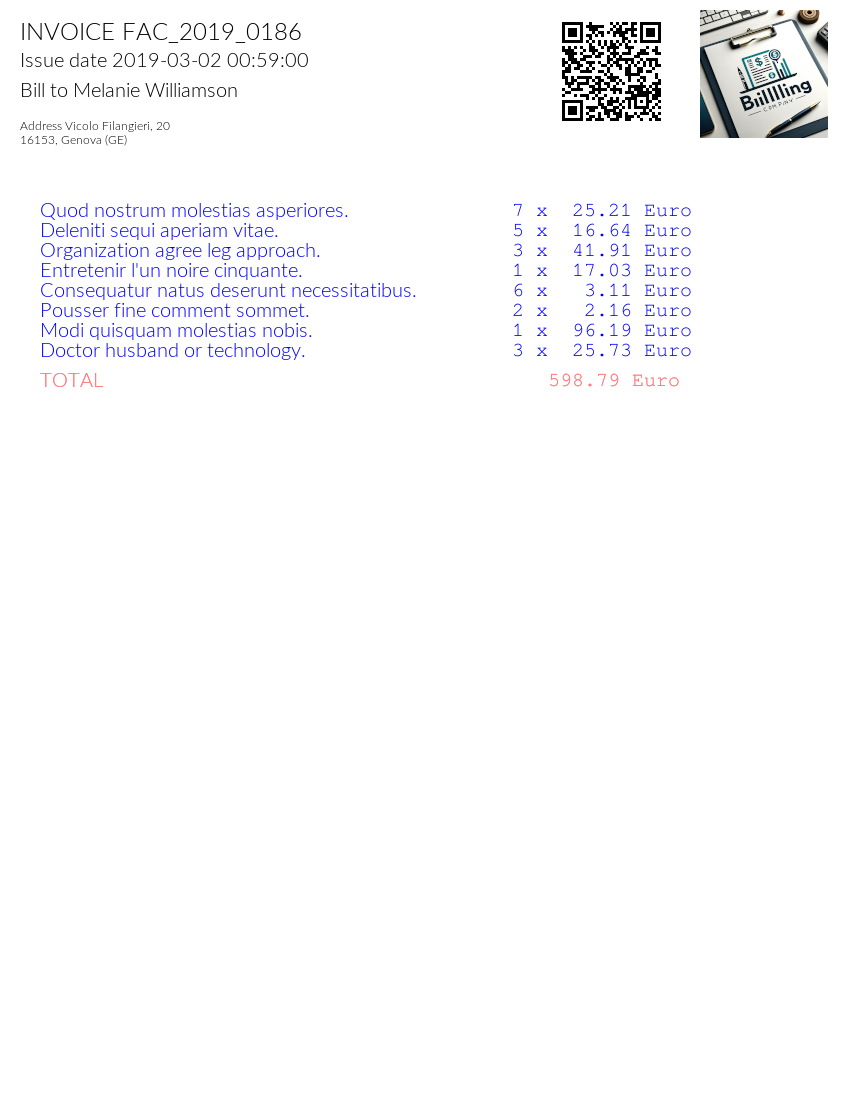 INVOICE FAC_2019_0186
Issue date 2019-03-02 00:59:00
Bill to Melanie Williamson
Address Vicolo Filangieri, 20
16153, Genova (GE)
Biilllling
COMPANY
Quod nostrum molestias asperiores. 7 x 25.21 Euro
Deleniti sequi aperiam vitae. 5 x 16.64 Euro
Organization agree leg approach. 3 x 41.91 Euro
Entretenir l'un noire cinquante. 1 x 17.03 Euro
Consequatur natus deserunt necessitatibus. 6 x 3.11 Euro
Pousser fine comment sommet. 2 x 2.16 Euro
Modi quisquam molestias nobis. 1 x 96.19 Euro
Doctor husband or technology. 3 x 25.73 Euro
TOTAL 598.79 Euro